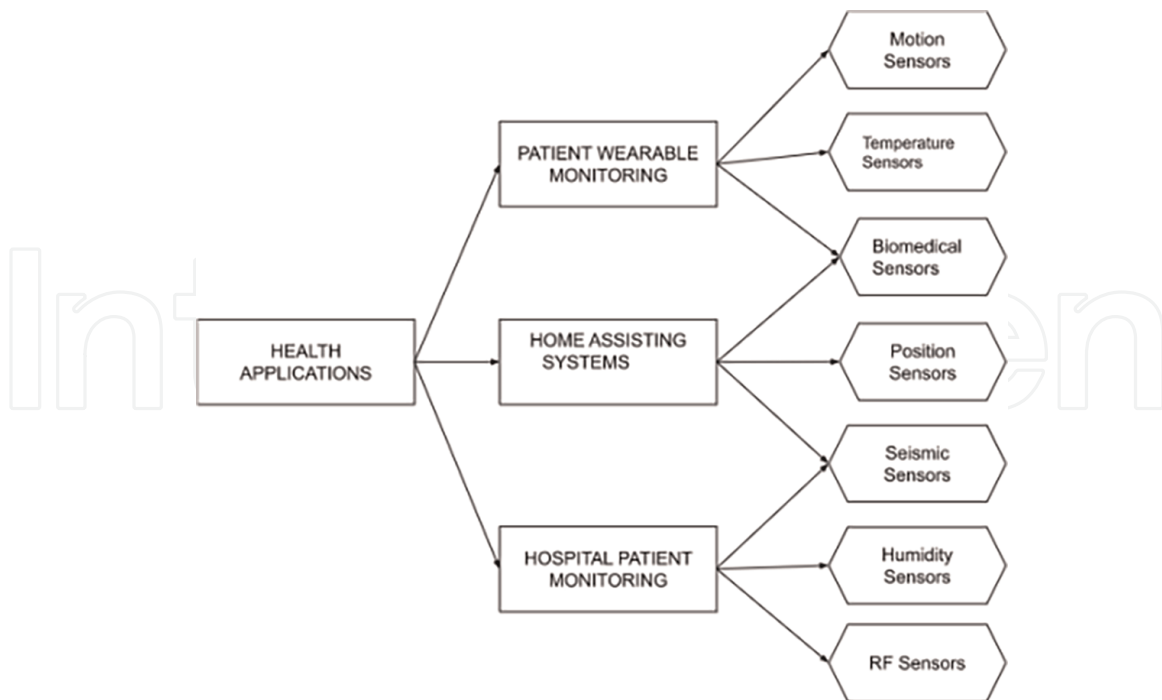 Motion
Sensors
PATIENT WEARABLE
MONITORING
Temperature
Sensors
Biomedical
Sensors
HEALTH
APPLICATIONS
HOME ASSISTING
SYSTEMS
Position
Sensors
Seismic
Sensors
HOSPITAL PATIENT
MONITORING
Humidity
Sensors
RF Sensors